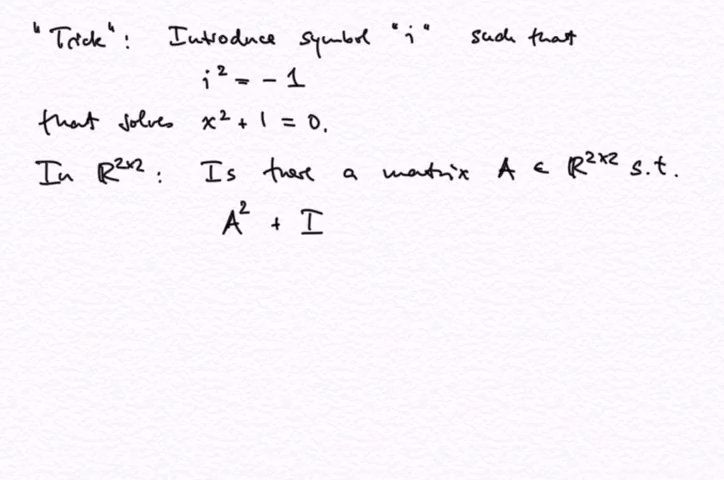 "Trick": Introduce symbol "i" such that
i² = -1
that solves x² + 1 = 0.
In ℝ²ˣ²: Is there a matrix A ∈ ℝ²ˣ² s.t.
A² + I